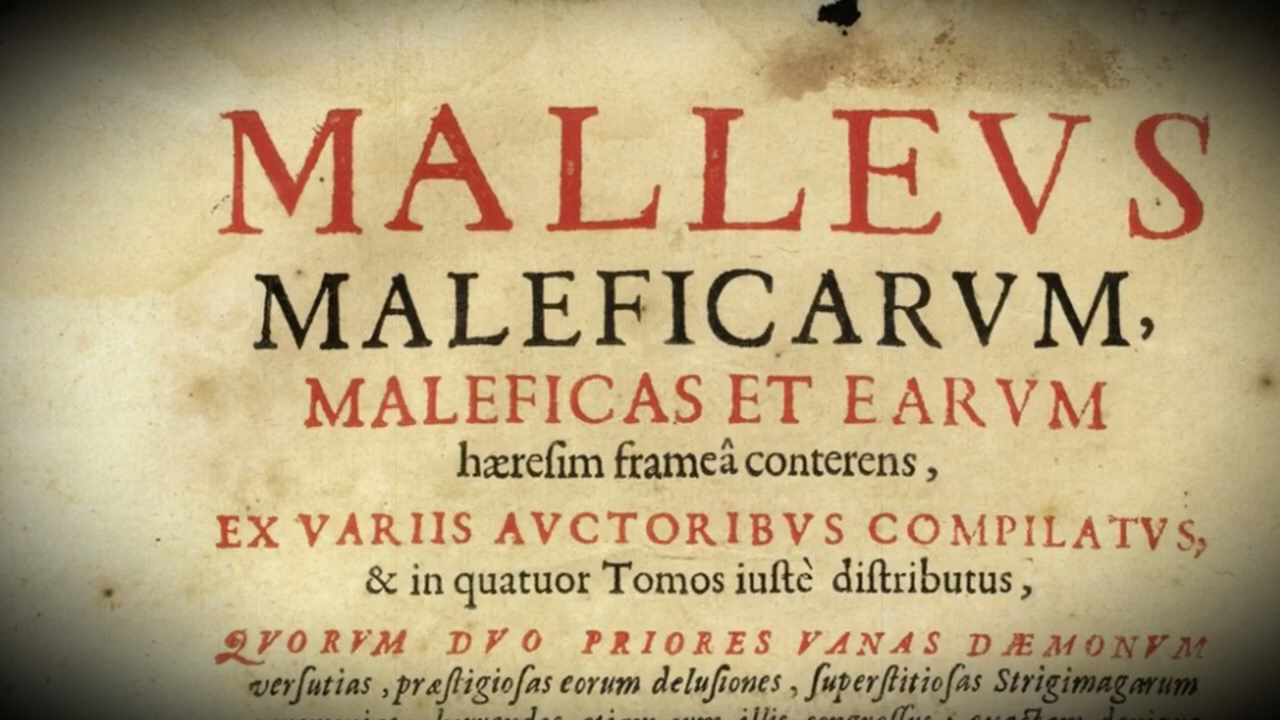 MALLEVS
MALEFICARVM,
MALEFICAS ET EARVM
hæreſim frameâ conterens,
EX VARIIS AVCTORIBVS COMPILATVS,
& in quatuor Tomos iuſtè diſtributus,
QVORVM DVO PRIORES VANAS DÆMONVM
verſutias, præſtigioſas eorum deluſiones, ſuperſtitioſas Strigimagarum